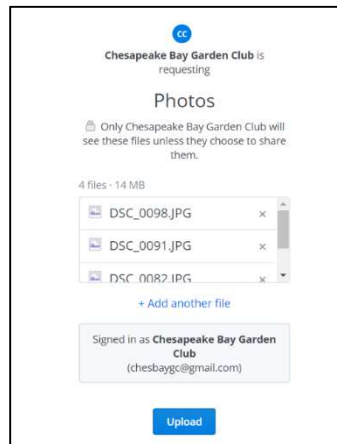 CC
Chesapeake Bay Garden Club is
requesting
Photos
Only Chesapeake Bay Garden Club will
see these files unless they choose to share
them.
4 files · 14 MB
DSC_0098.JPG ×
DSC_0091.JPG ×
DSC_0082.JPG ×
+ Add another file
Signed in as Chesapeake Bay Garden
Club
(chesbaygc@gmail.com)
Upload